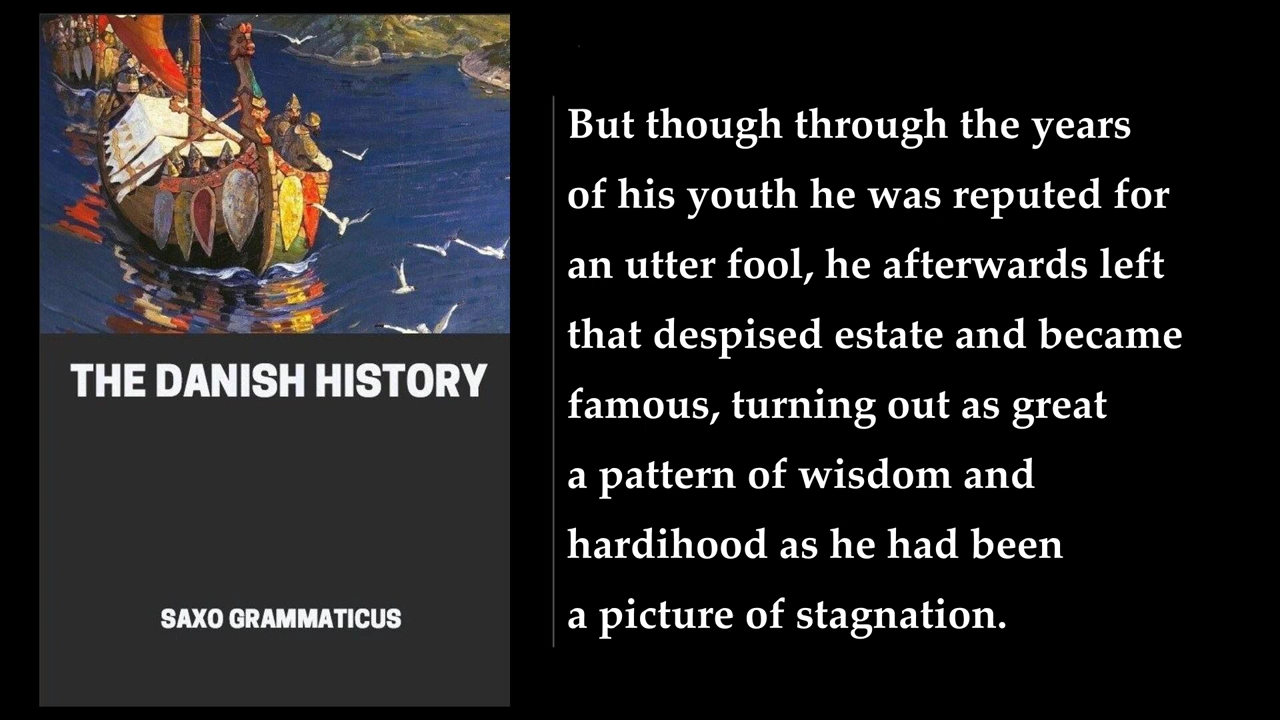 THE DANISH HISTORY
SAXO GRAMMATICUS
But though through the years
of his youth he was reputed for
an utter fool, he afterwards left
that despised estate and became
famous, turning out as great
a pattern of wisdom and
hardihood as he had been
a picture of stagnation.